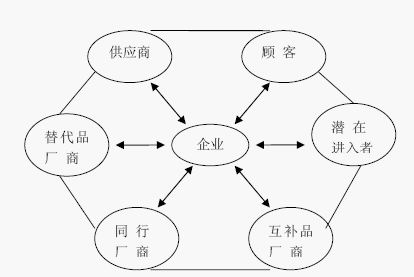 供应商
顾 客
替代品
厂 商
企业
潜 在
进入者
同 行
厂 商
互补品
厂 商